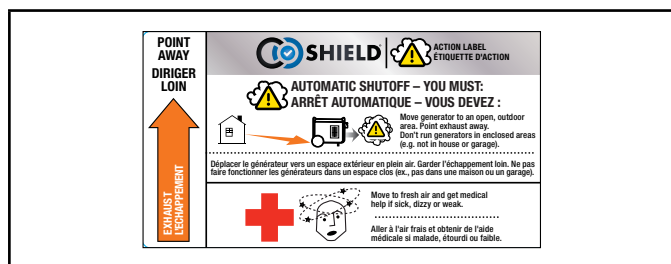 POINT
AWAY
DIRIGER
LOIN
EXHAUST
L'ECHAPPEMENT
CO SHIELD®
ACTION LABEL
ÉTIQUETTE D'ACTION
AUTOMATIC SHUTOFF – YOU MUST:
ARRÊT AUTOMATIQUE – VOUS DEVEZ :
Move generator to an open, outdoor
area. Point exhaust away.
Don't run generators in enclosed areas
(e.g. not in house or garage).
Déplacer le générateur vers un espace extérieur en plein air. Garder l'échappement loin. Ne pas
faire fonctionner les générateurs dans un espace clos (ex., pas dans une maison ou un garage).
Move to fresh air and get medical
help if sick, dizzy or weak.
Aller à l'air frais et obtenir de l'aide
médicale si malade, étourdi ou faible.